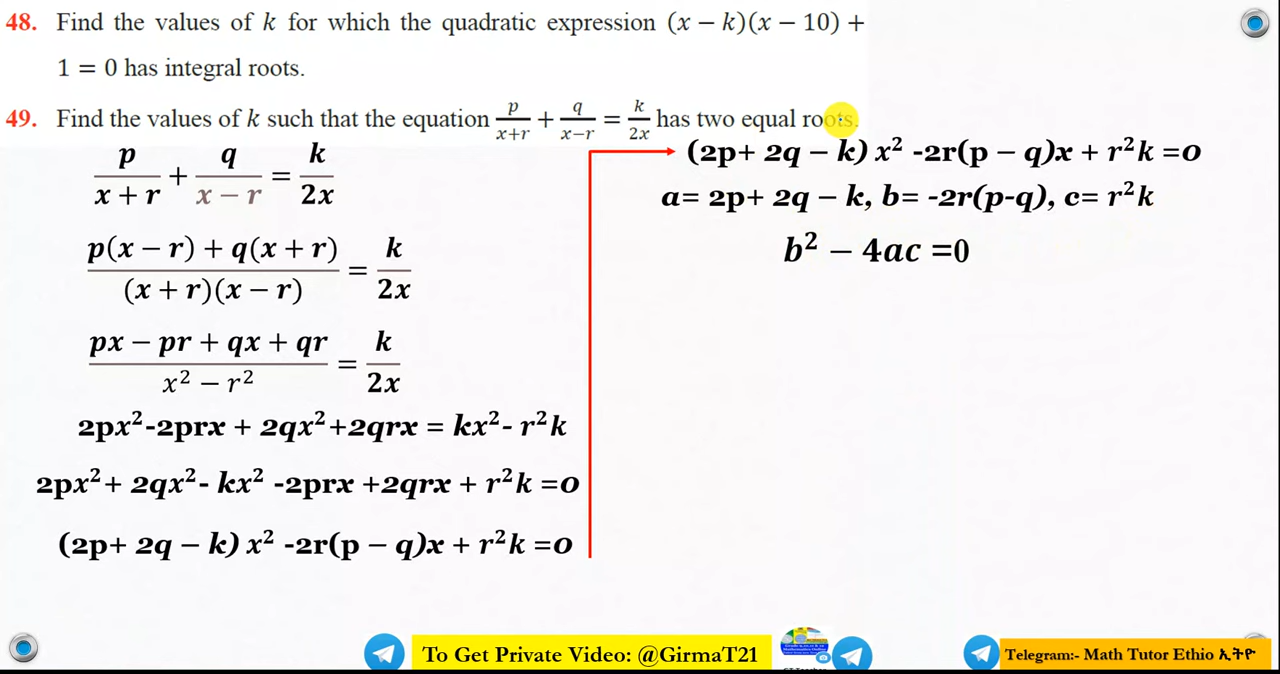 48. Find the values of k for which the quadratic expression (x − k)(x − 10) +
1 = 0 has integral roots.
49. Find the values of k such that the equation p/(x+r) + q/(x−r) = k/2x has two equal roots.
p/(x + r) + q/(x − r) = k/2x
(p(x − r) + q(x + r))/((x + r)(x − r)) = k/2x
(px − pr + qx + qr)/(x² − r²) = k/2x
2px²-2prx + 2qx²+2qrx = kx²- r²k
2px²+ 2qx²- kx² -2prx +2qrx + r²k =0
(2p+ 2q − k) x² -2r(p − q)x + r²k =0
(2p+ 2q − k) x² -2r(p − q)x + r²k =0
a= 2p+ 2q − k, b= -2r(p-q), c= r²k
b² − 4ac =0
To Get Private Video: @GirmaT21
Telegram:- Math Tutor Ethio ኢትዮ